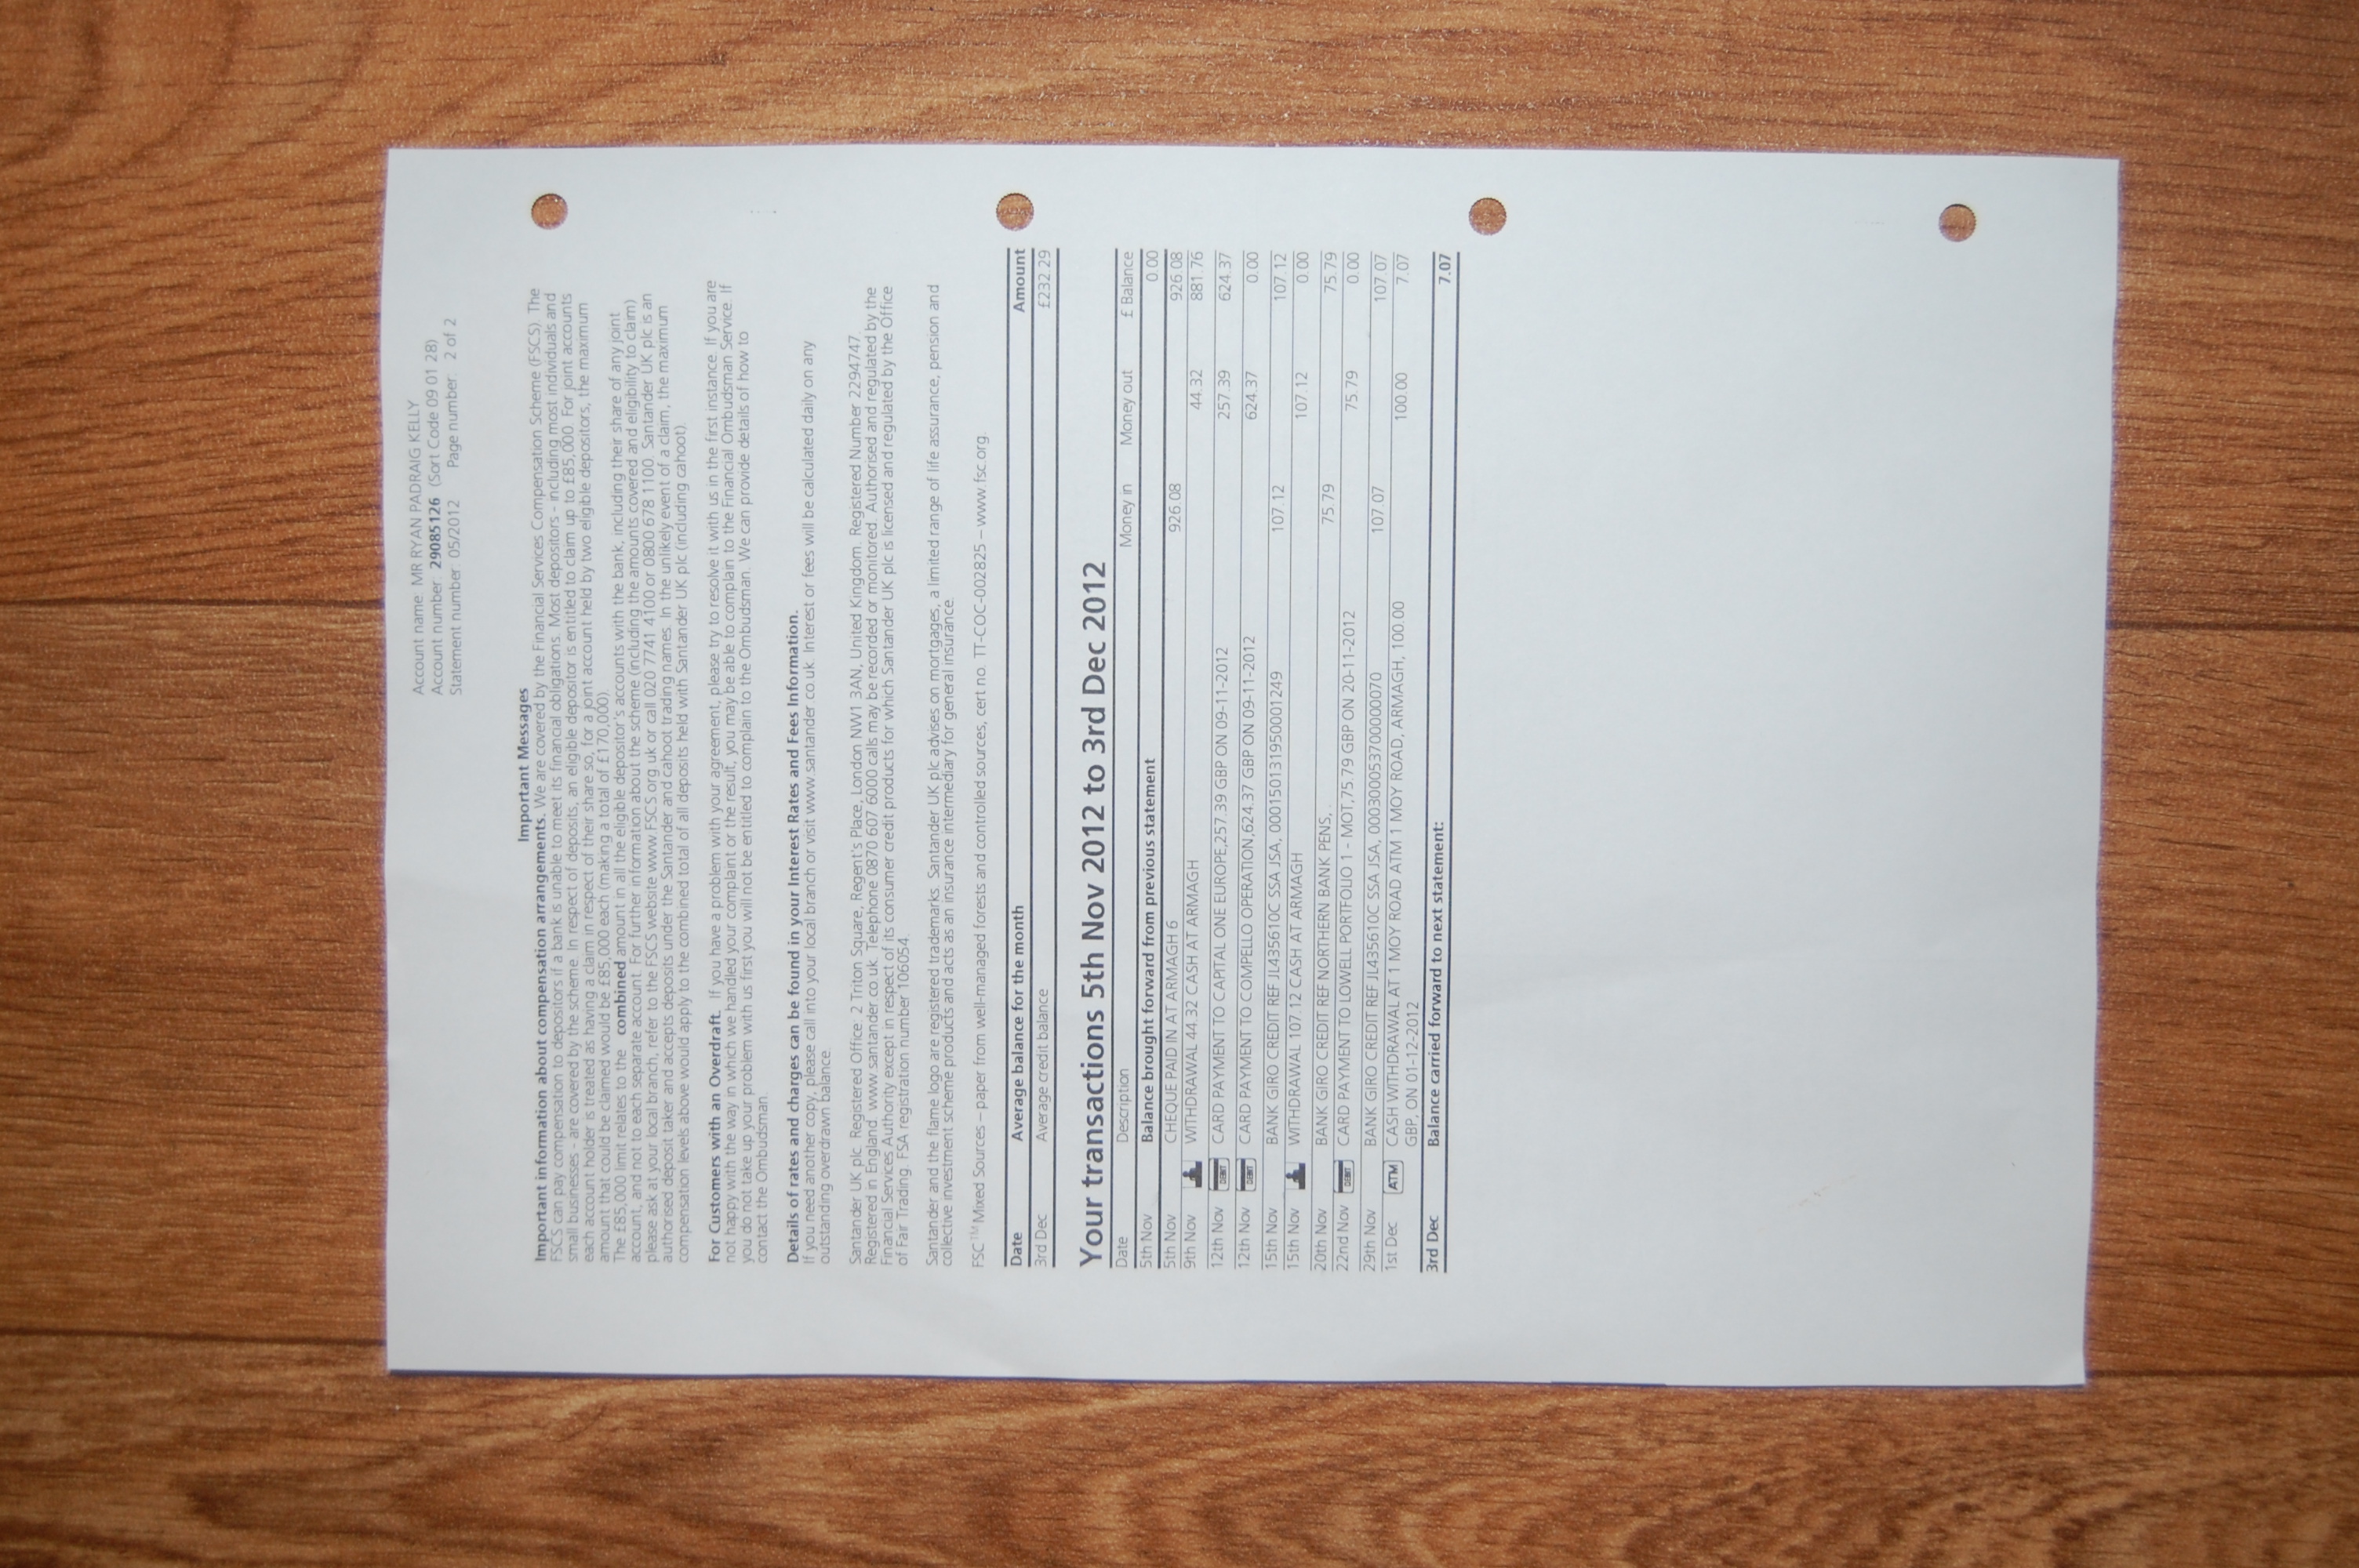 Account name: MR RYAN PADRAIG KELLY
Account number: 29085126 (Sort Code 09 01 28)
Statement number: 05/2012 Page number: 2 of 2
Important Messages
Important information about compensation arrangements. We are covered by the Financial Services Compensation Scheme (FSCS). The
FSCS can pay compensation to depositors if a bank is unable to meet its financial obligations. Most depositors - including most individuals and
small businesses - are covered by the scheme. In respect of deposits, an eligible depositor is entitled to claim up to £85,000. For joint accounts
each account holder is treated as having a claim in respect of their share so, for a joint account held by two eligible depositors, the maximum
amount that could be claimed would be £85,000 each (making a total of £170,000).
The £85,000 limit relates to the combined amount in all the eligible depositor's accounts with the bank, including their share of any joint
account, and not to each separate account. For further information about the scheme (including the amounts covered and eligibility to claim)
please ask at your local branch, refer to the FSCS website www.FSCS.org.uk or call 020 7741 4100 or 0800 678 1100. Santander UK plc is an
authorised deposit taker and accepts deposits under the Santander and cahoot trading names. In the unlikely event of a claim, the maximum
compensation levels above would apply to the combined total of all deposits held with Santander UK plc (including cahoot).
For Customers with an Overdraft. If you have a problem with your agreement, please try to resolve it with us in the first instance. If you are
not happy with the way in which we handled your complaint or the result, you may be able to complain to the Financial Ombudsman Service. If
you do not take up your problem with us first you will not be entitled to complain to the Ombudsman. We can provide details of how to
contact the Ombudsman.
Details of rates and charges can be found in your Interest Rates and Fees Information.
If you need another copy, please call into your local branch or visit www.santander.co.uk. Interest or fees will be calculated daily on any
outstanding overdrawn balance.
Santander UK plc. Registered Office: 2 Triton Square, Regent's Place, London NW1 3AN, United Kingdom. Registered Number 2294747.
Registered in England. www.santander.co.uk. Telephone 0870 607 6000 calls may be recorded or monitored. Authorised and regulated by the
Financial Services Authority except in respect of its consumer credit products for which Santander UK plc is licensed and regulated by the Office
of Fair Trading. FSA registration number 106054.
Santander and the flame logo are registered trademarks. Santander UK plc advises on mortgages, a limited range of life assurance, pension and
collective investment scheme products and acts as an insurance intermediary for general insurance.
FSC™ Mixed Sources – paper from well-managed forests and controlled sources, cert no. TT-COC-002825 – www.fsc.org.
Date Average balance for the month Amount
3rd Dec Average credit balance £232.29
Your transactions 5th Nov 2012 to 3rd Dec 2012
Date Description Money in Money out £ Balance
5th Nov Balance brought forward from previous statement 0.00
5th Nov CHEQUE PAID IN AT ARMAGH 6 926.08 926.08
9th Nov WITHDRAWAL 44.32 CASH AT ARMAGH 44.32 881.76
12th Nov DEBIT CARD PAYMENT TO CAPITAL ONE EUROPE,257.39 GBP ON 09-11-2012 257.39 624.37
12th Nov DEBIT CARD PAYMENT TO COMPELLO OPERATION,624.37 GBP ON 09-11-2012 624.37 0.00
15th Nov BANK GIRO CREDIT REF JL435610C SSA JSA, 000150131950001249 107.12 107.12
15th Nov WITHDRAWAL 107.12 CASH AT ARMAGH 107.12 0.00
20th Nov BANK GIRO CREDIT REF NORTHERN BANK PENS, . 75.79 75.79
22nd Nov DEBIT CARD PAYMENT TO LOWELL PORTFOLIO 1 - MOT,75.79 GBP ON 20-11-2012 75.79 0.00
29th Nov BANK GIRO CREDIT REF JL435610C SSA JSA, 000300053700000070 107.07 107.07
1st Dec ATM CASH WITHDRAWAL AT 1 MOY ROAD ATM 1 MOY ROAD, ARMAGH, 100.00 100.00 7.07
GBP, ON 01-12-2012
3rd Dec Balance carried forward to next statement: 7.07